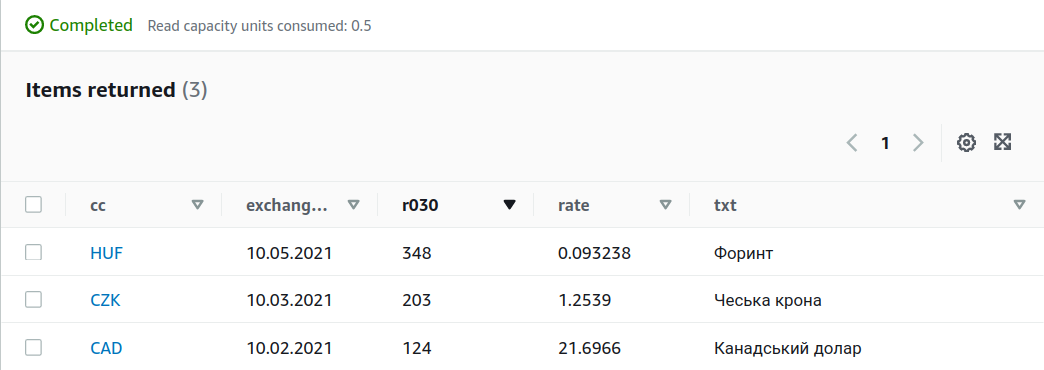 Completed Read capacity units consumed: 0.5
Items returned (3)
1
cc exchang... r030 rate txt
HUF 10.05.2021 348 0.093238 Форинт
CZK 10.03.2021 203 1.2539 Чеська крона
CAD 10.02.2021 124 21.6966 Канадський долар